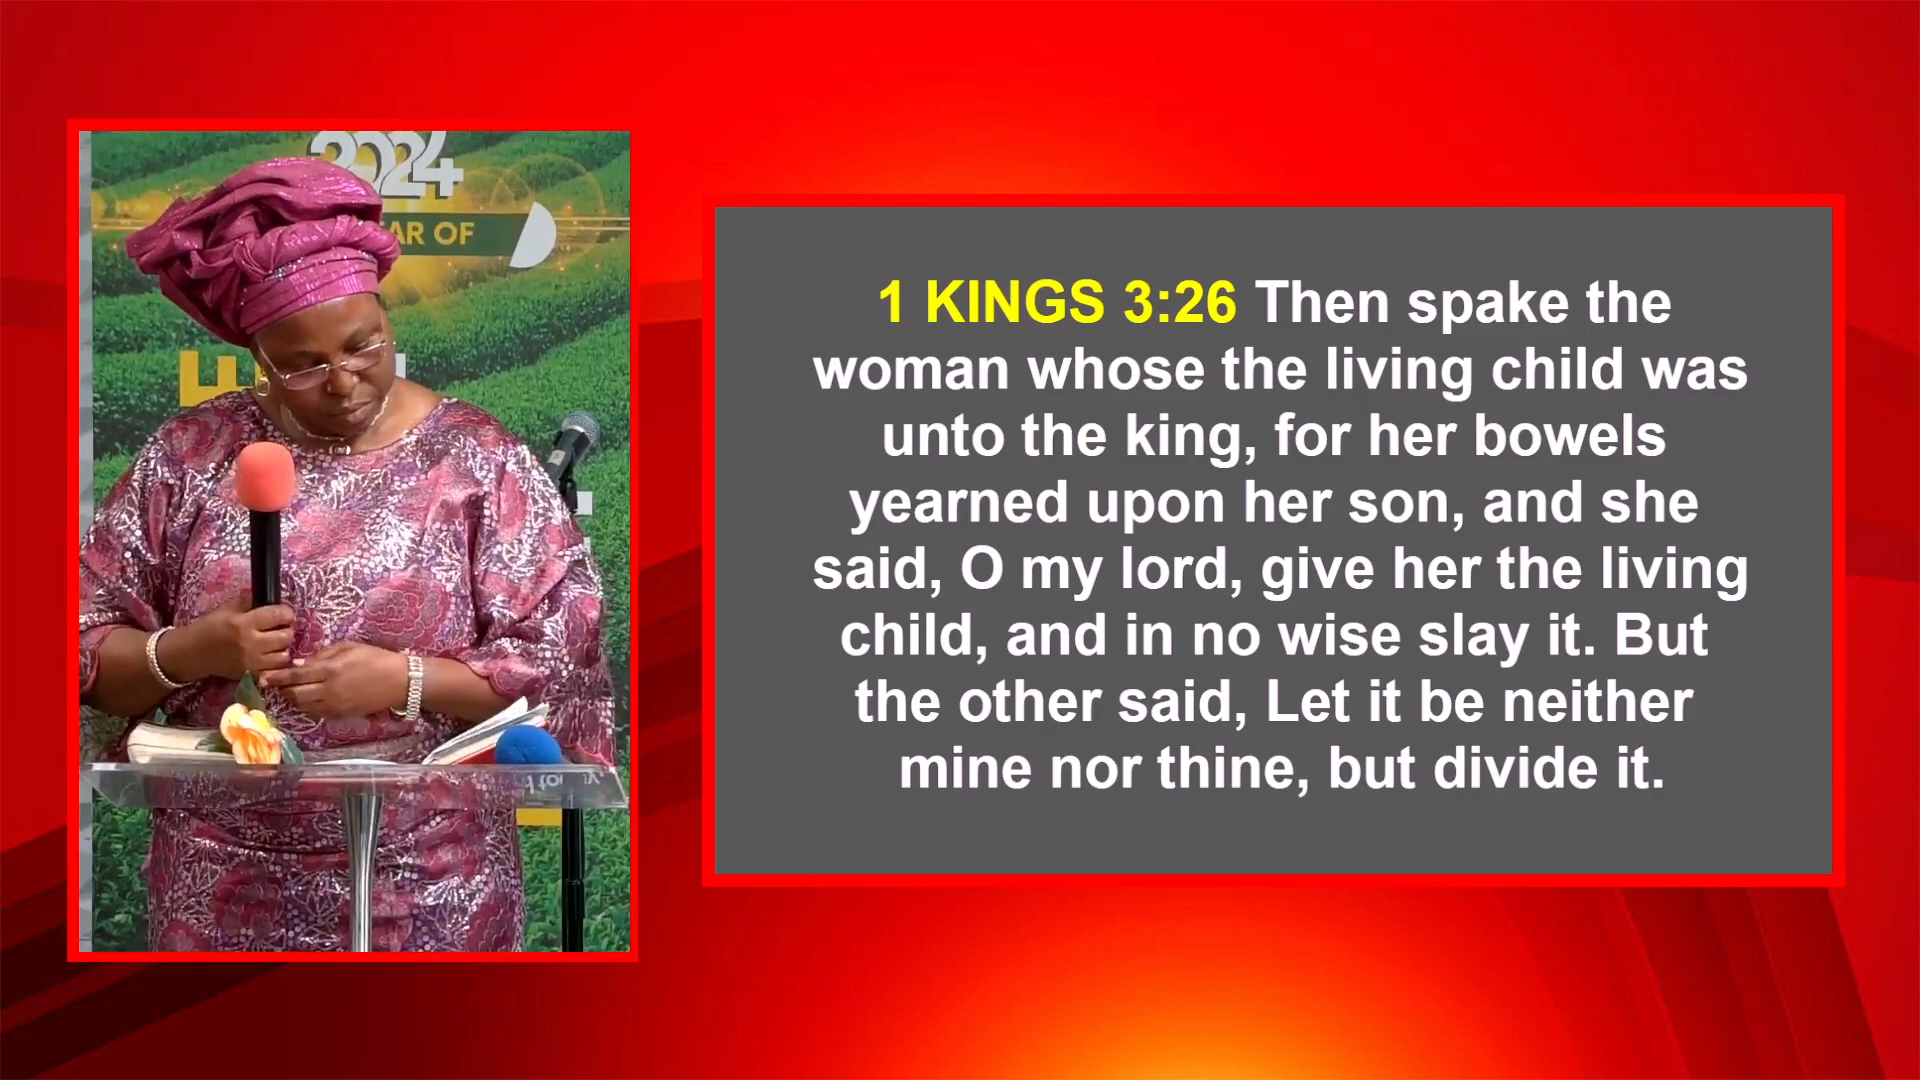 2024
AR OF
1 KINGS 3:26 Then spake the
woman whose the living child was
unto the king, for her bowels
yearned upon her son, and she
said, O my lord, give her the living
child, and in no wise slay it. But
the other said, Let it be neither
mine nor thine, but divide it.